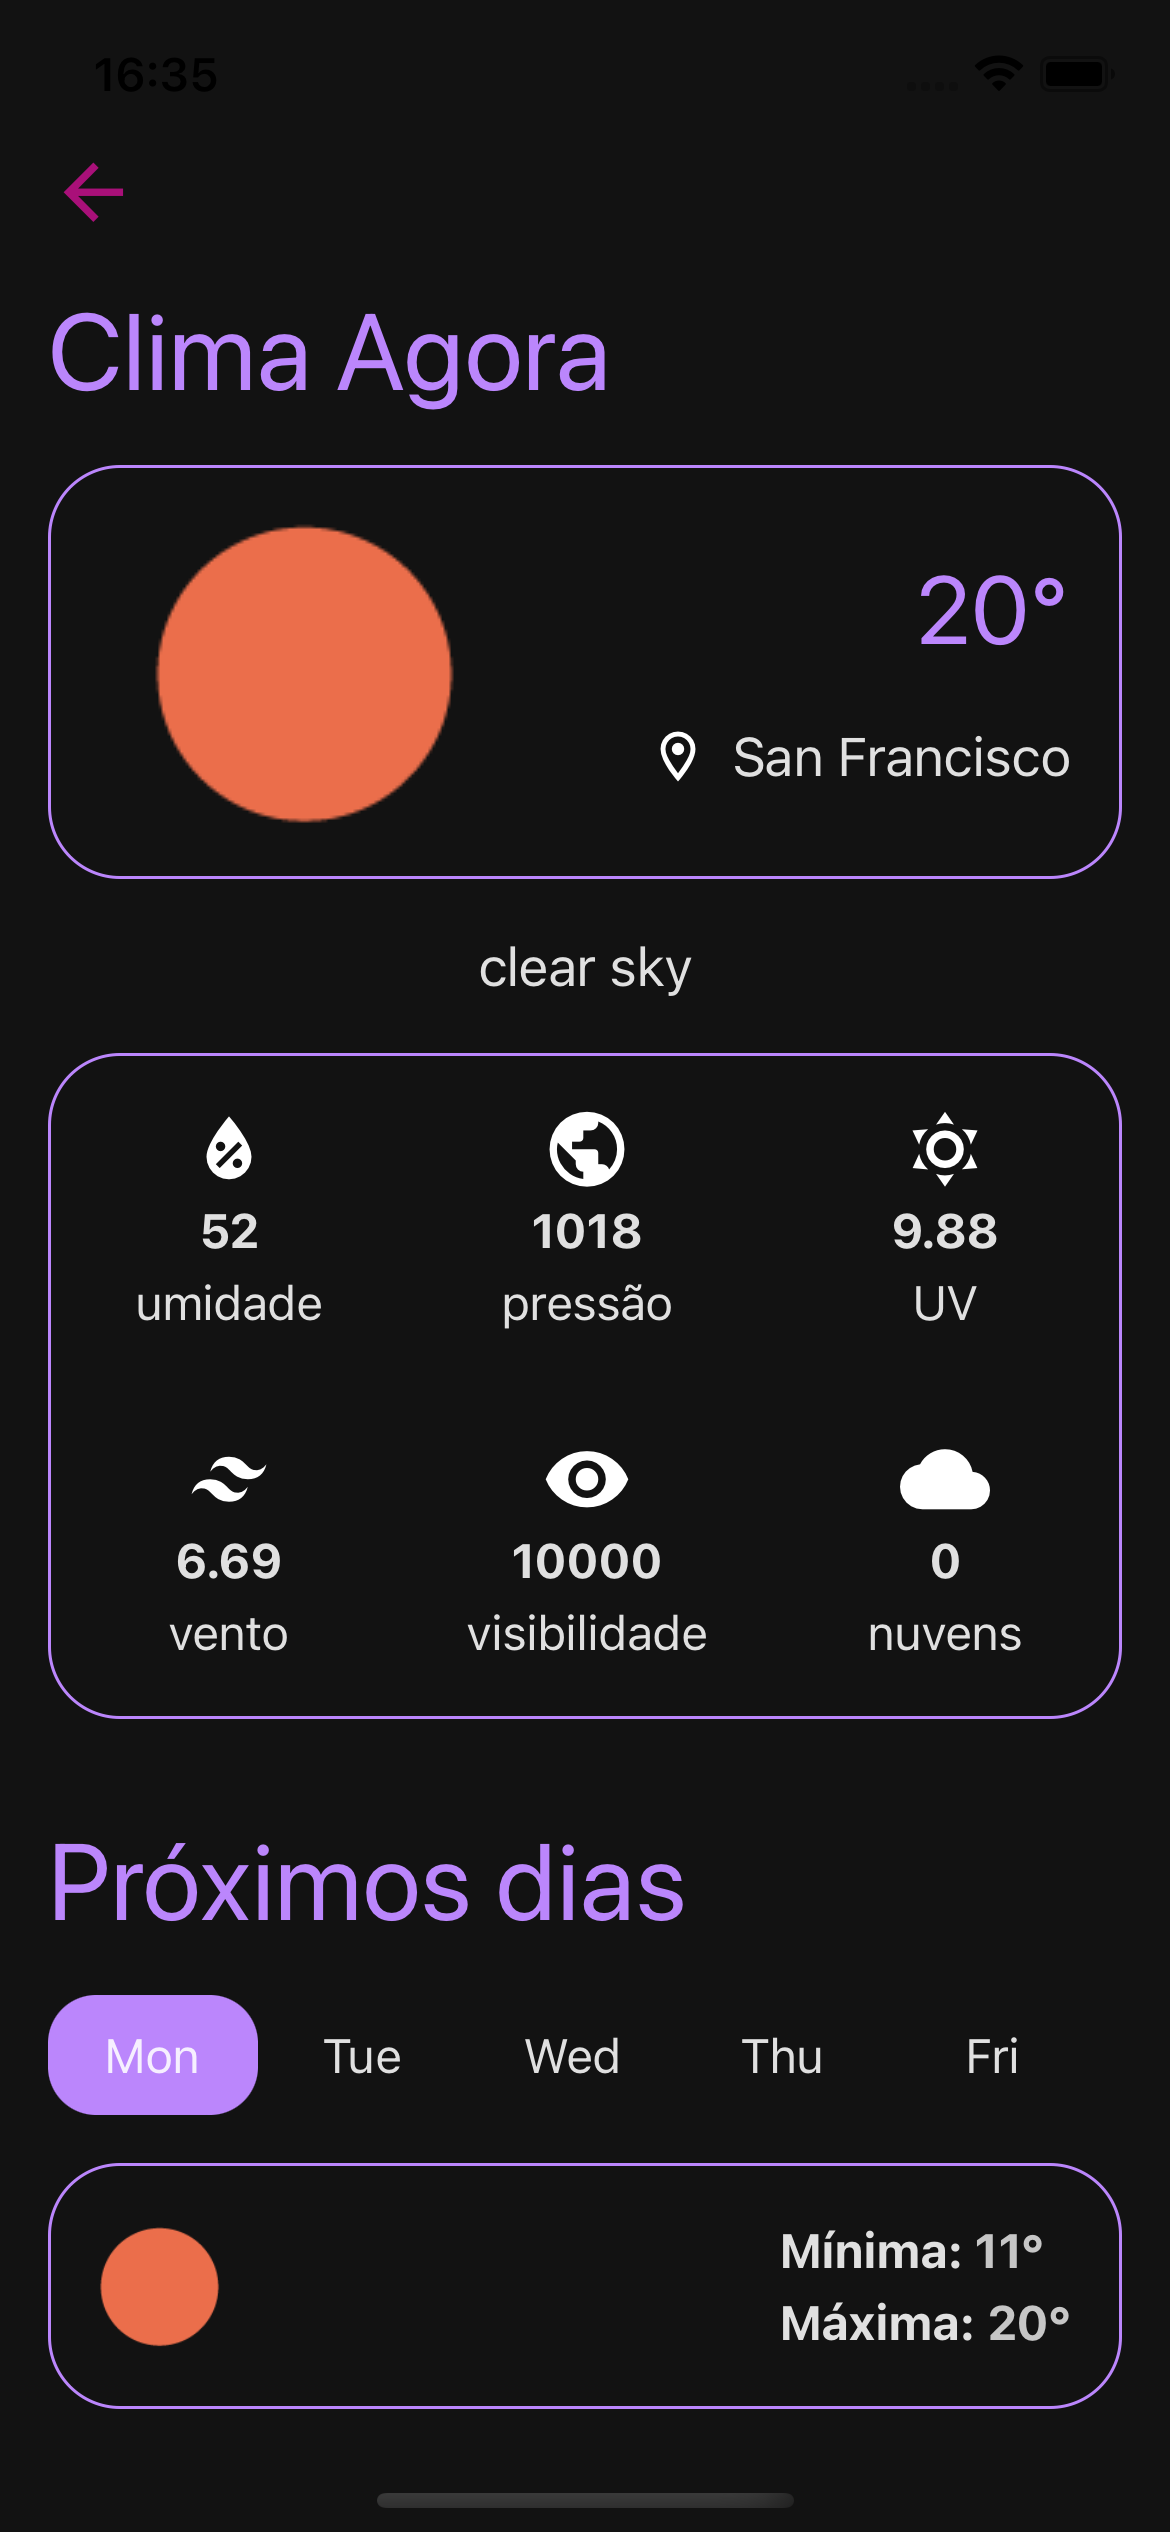 16:35
Clima Agora
20°
San Francisco
clear sky
52 1018 9.88
umidade pressão UV
6.69 10000 0
vento visibilidade nuvens
Próximos dias
Mon Tue Wed Thu Fri
Mínima: 11°
Máxima: 20°